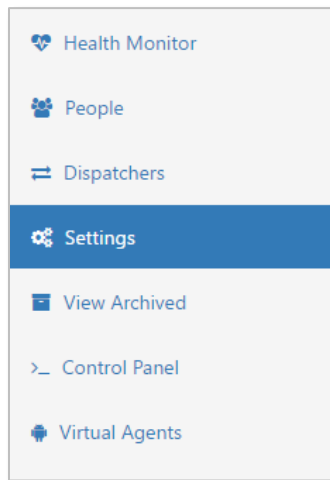 Health Monitor
People
Dispatchers
Settings
View Archived
Control Panel
Virtual Agents